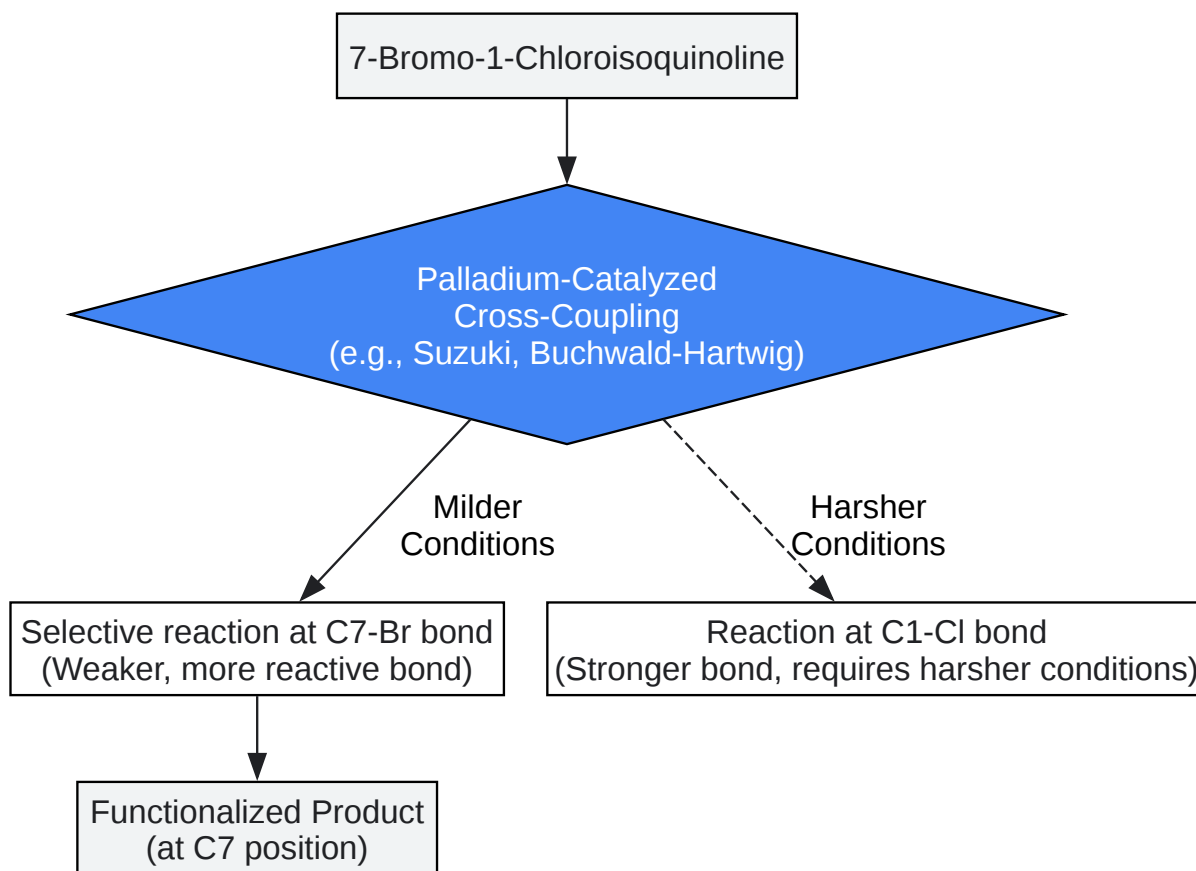 7-Bromo-1-Chloroisoquinoline
Palladium-Catalyzed
Cross-Coupling
(e.g., Suzuki, Buchwald-Hartwig)
Milder
Conditions
Harsher
Conditions
Selective reaction at C7-Br bond
(Weaker, more reactive bond)
Reaction at C1-Cl bond
(Stronger bond, requires harsher conditions)
Functionalized Product
(at C7 position)